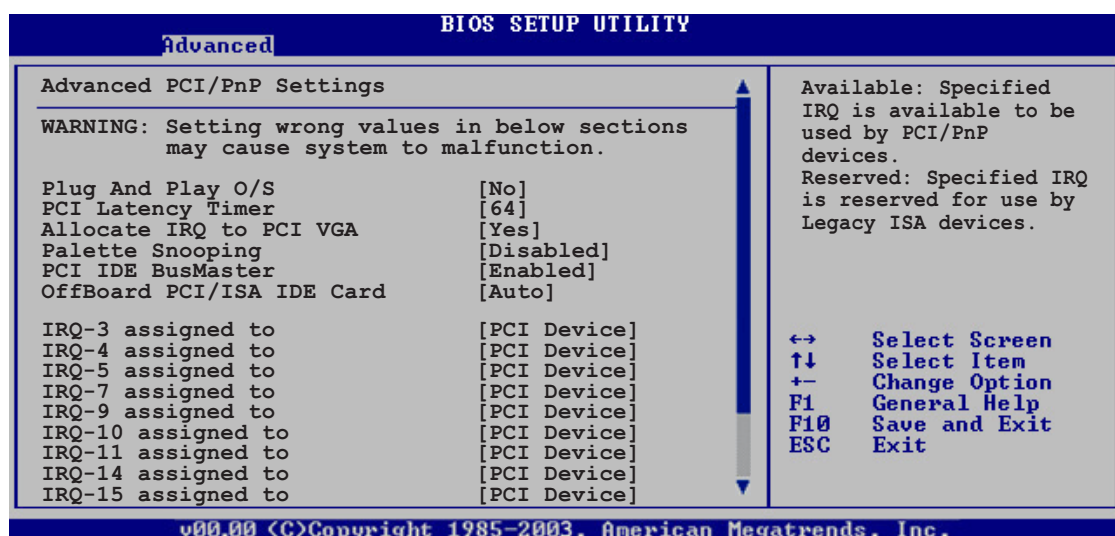 BIOS SETUP UTILITY
Advanced
Advanced PCI/PnP Settings
WARNING: Setting wrong values in below sections
may cause system to malfunction.
Plug And Play O/S [No]
PCI Latency Timer [64]
Allocate IRQ to PCI VGA [Yes]
Palette Snooping [Disabled]
PCI IDE BusMaster [Enabled]
OffBoard PCI/ISA IDE Card [Auto]
IRQ-3 assigned to [PCI Device]
IRQ-4 assigned to [PCI Device]
IRQ-5 assigned to [PCI Device]
IRQ-7 assigned to [PCI Device]
IRQ-9 assigned to [PCI Device]
IRQ-10 assigned to [PCI Device]
IRQ-11 assigned to [PCI Device]
IRQ-14 assigned to [PCI Device]
IRQ-15 assigned to [PCI Device]
Available: Specified
IRQ is available to be
used by PCI/PnP
devices.
Reserved: Specified IRQ
is reserved for use by
Legacy ISA devices.
←→ Select Screen
↑↓ Select Item
+- Change Option
F1 General Help
F10 Save and Exit
ESC Exit
v00.00 (C)Copyright 1985-2003, American Megatrends, Inc.